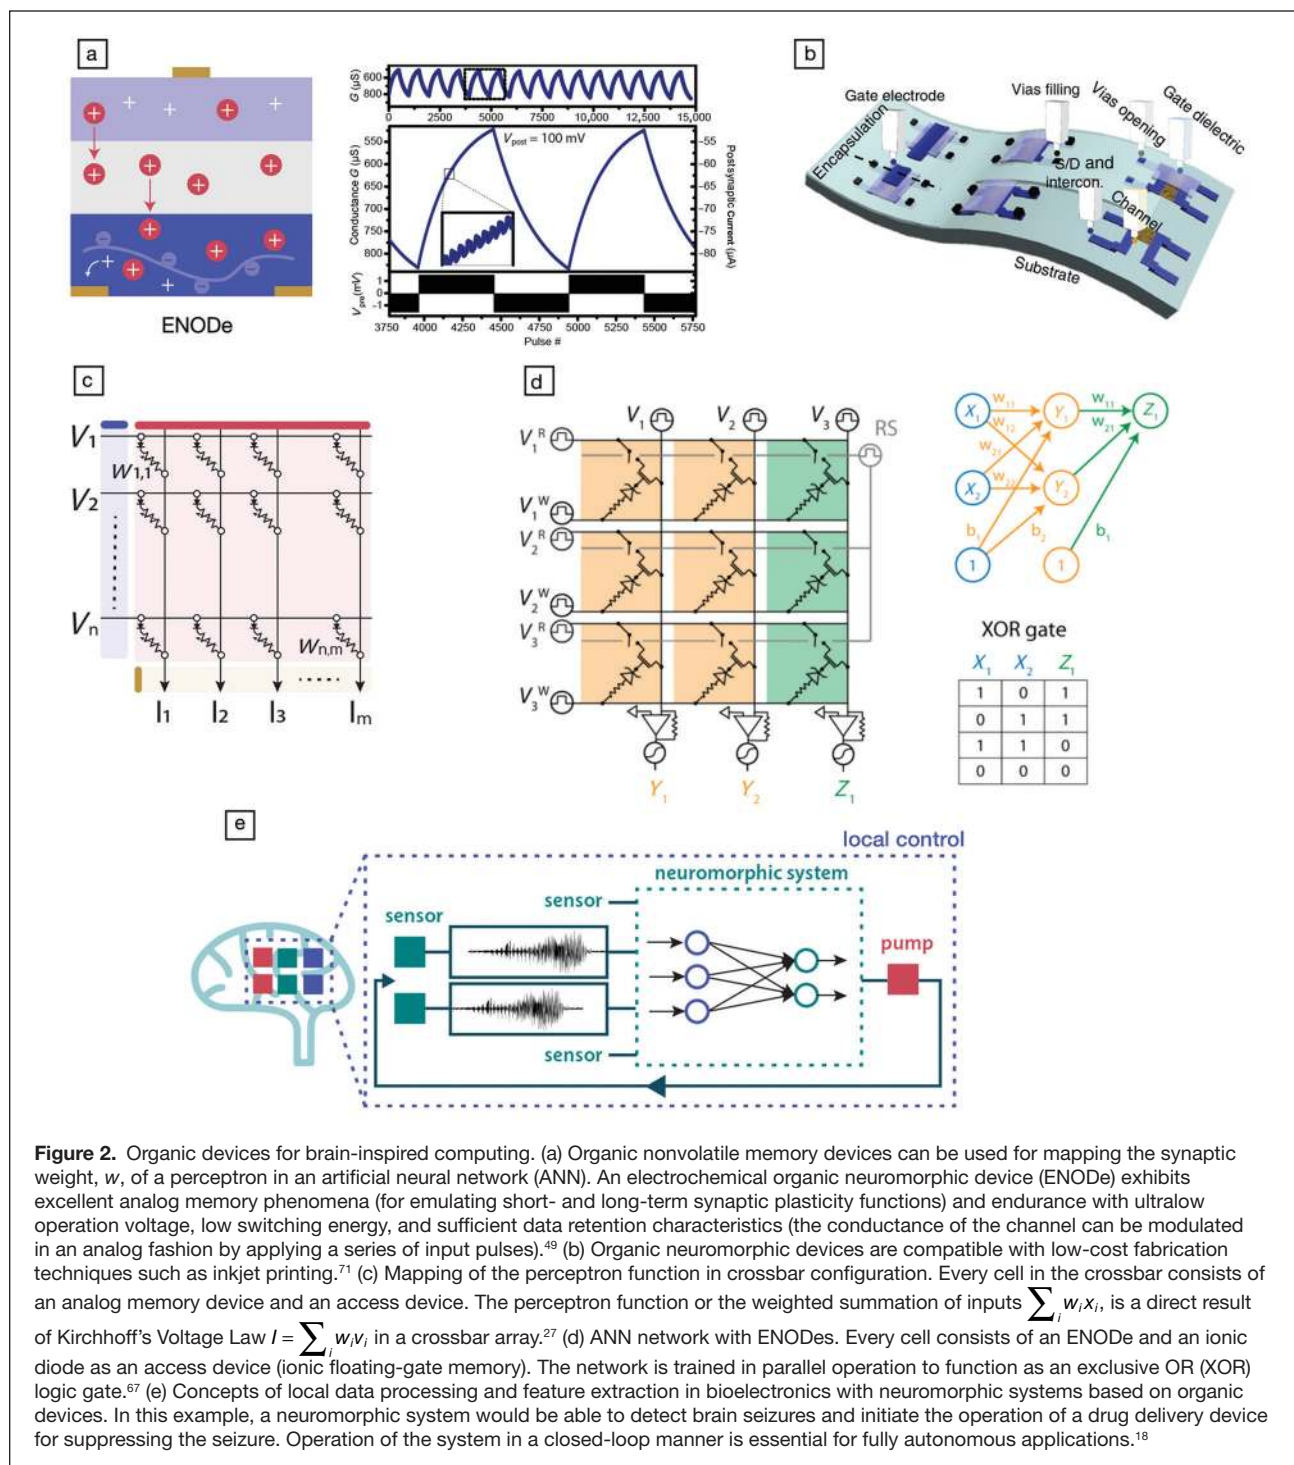 a
ENODe
G (µS)
600
800
0
2500
5000
7500
10,000
12,500
15,000
V_post = 100 mV
Conductance G (µS)
550
600
650
700
750
800
Postsynaptic Current (µA)
−55
−60
−65
−70
−75
−80
V_pre (mV)
1
0
−1
3750 4000 4250 4500 4750 5000 5250 5500 5750
Pulse #
b
Gate electrode
Vias filling
Vias opening
Gate dielectric
Encapsulation
S/D and
intercon.
Channel
Substrate
c
V1
V2
Vn
W1,1
Wn,m
I1 I2 I3 Im
d
V1 V2 V3
RS
V1^R
V1^W
V2^R
V2^W
V3^R
V3^W
Y1 Y2 Z1
X1 w11 Y1 w11 Z1
w12 w21
w21
X2 w22 Y2
b1 b2 b1
1 1
XOR gate
X1 X2 Z1
1 0 1
0 1 1
1 1 0
0 0 0
e
local control
neuromorphic system
sensor
sensor
pump
sensor
Figure 2. Organic devices for brain-inspired computing. (a) Organic nonvolatile memory devices can be used for mapping the synaptic
weight, w, of a perceptron in an artificial neural network (ANN). An electrochemical organic neuromorphic device (ENODe) exhibits
excellent analog memory phenomena (for emulating short- and long-term synaptic plasticity functions) and endurance with ultralow
operation voltage, low switching energy, and sufficient data retention characteristics (the conductance of the channel can be modulated
in an analog fashion by applying a series of input pulses).49 (b) Organic neuromorphic devices are compatible with low-cost fabrication
techniques such as inkjet printing.71 (c) Mapping of the perceptron function in crossbar configuration. Every cell in the crossbar consists of
an analog memory device and an access device. The perceptron function or the weighted summation of inputs ∑i wixi, is a direct result
of Kirchhoff's Voltage Law I = ∑i wivi in a crossbar array.27 (d) ANN network with ENODes. Every cell consists of an ENODe and an ionic
diode as an access device (ionic floating-gate memory). The network is trained in parallel operation to function as an exclusive OR (XOR)
logic gate.67 (e) Concepts of local data processing and feature extraction in bioelectronics with neuromorphic systems based on organic
devices. In this example, a neuromorphic system would be able to detect brain seizures and initiate the operation of a drug delivery device
for suppressing the seizure. Operation of the system in a closed-loop manner is essential for fully autonomous applications.18